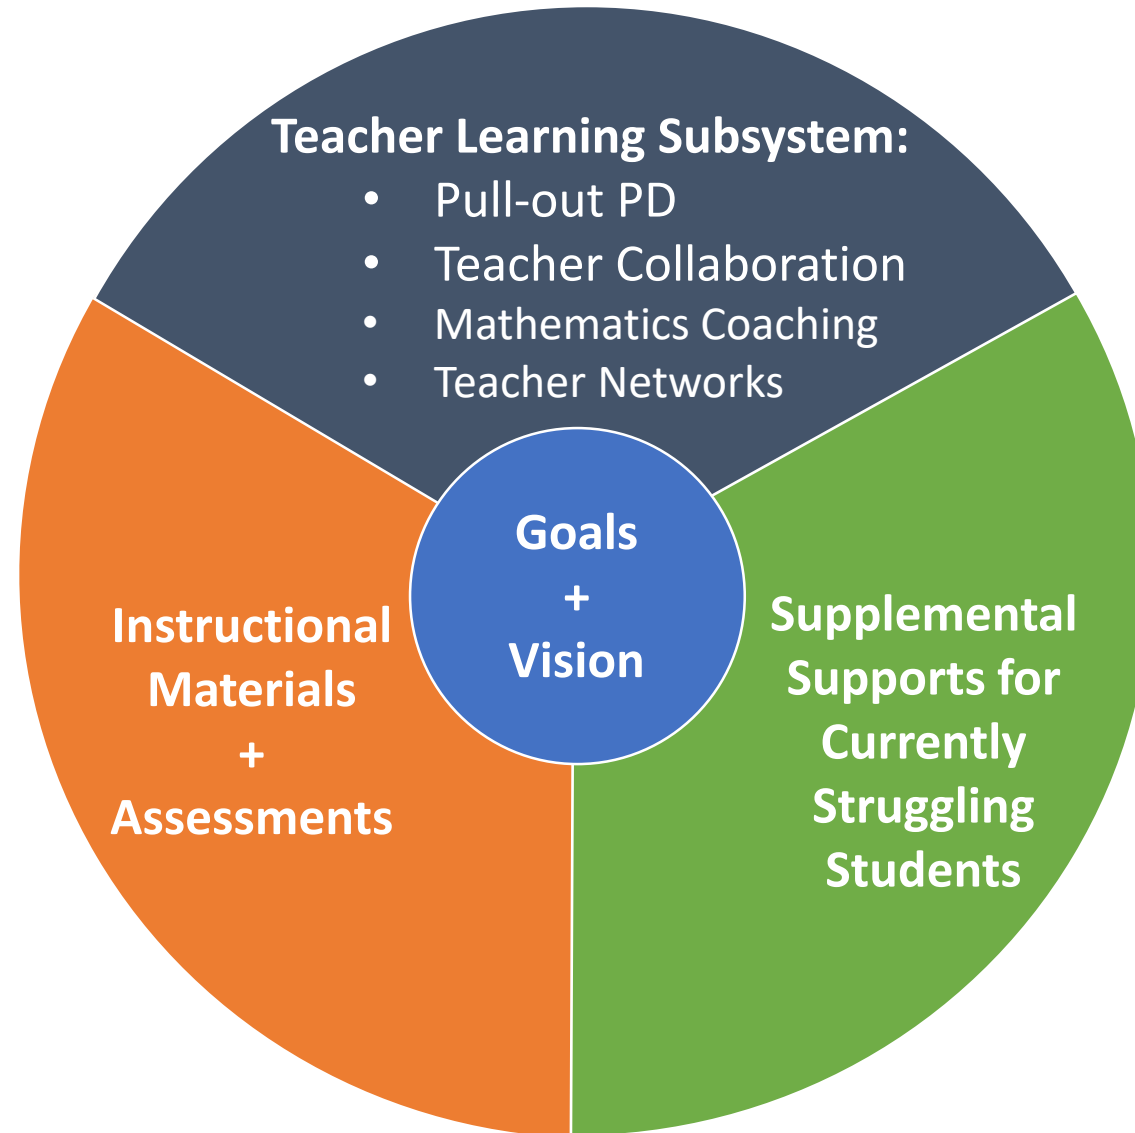 Teacher Learning Subsystem:
• Pull-out PD
• Teacher Collaboration
• Mathematics Coaching
• Teacher Networks
Goals
+
Vision
Instructional
Materials
+
Assessments
Supplemental
Supports for
Currently
Struggling
Students